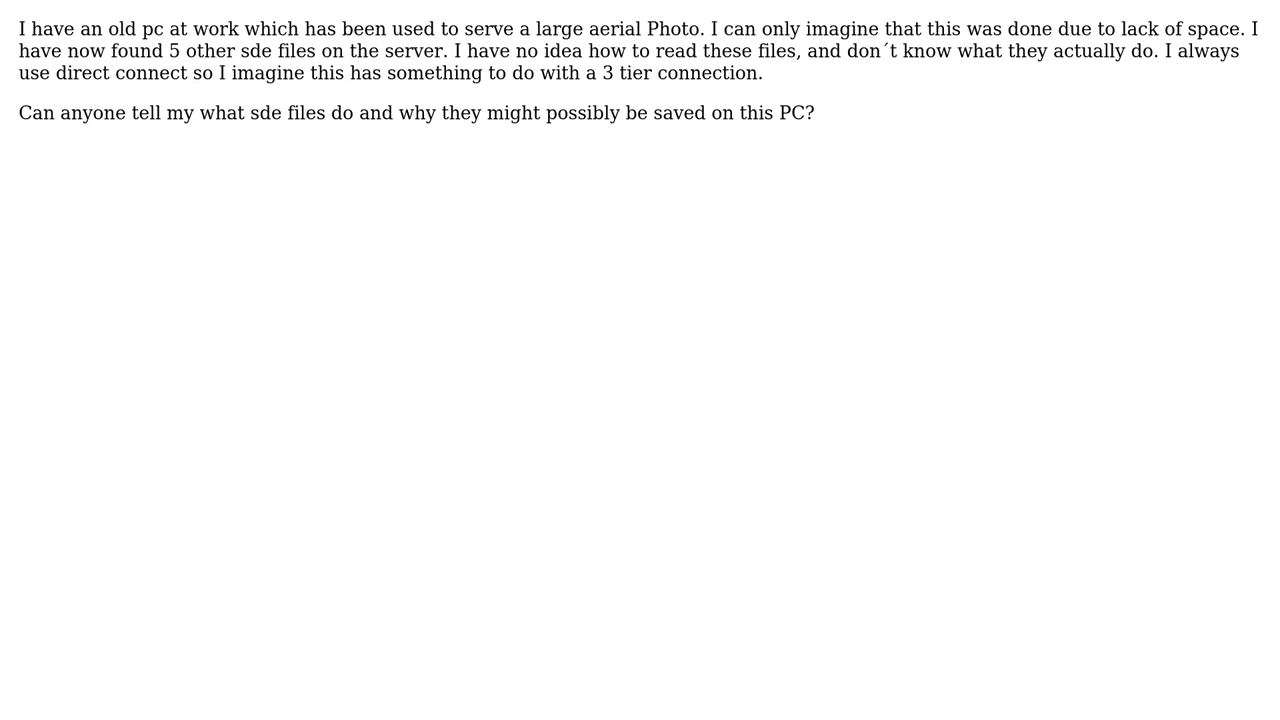 I have an old pc at work which has been used to serve a large aerial Photo. I can only imagine that this was done due to lack of space. I
have now found 5 other sde files on the server. I have no idea how to read these files, and don´t know what they actually do. I always
use direct connect so I imagine this has something to do with a 3 tier connection.
Can anyone tell my what sde files do and why they might possibly be saved on this PC?